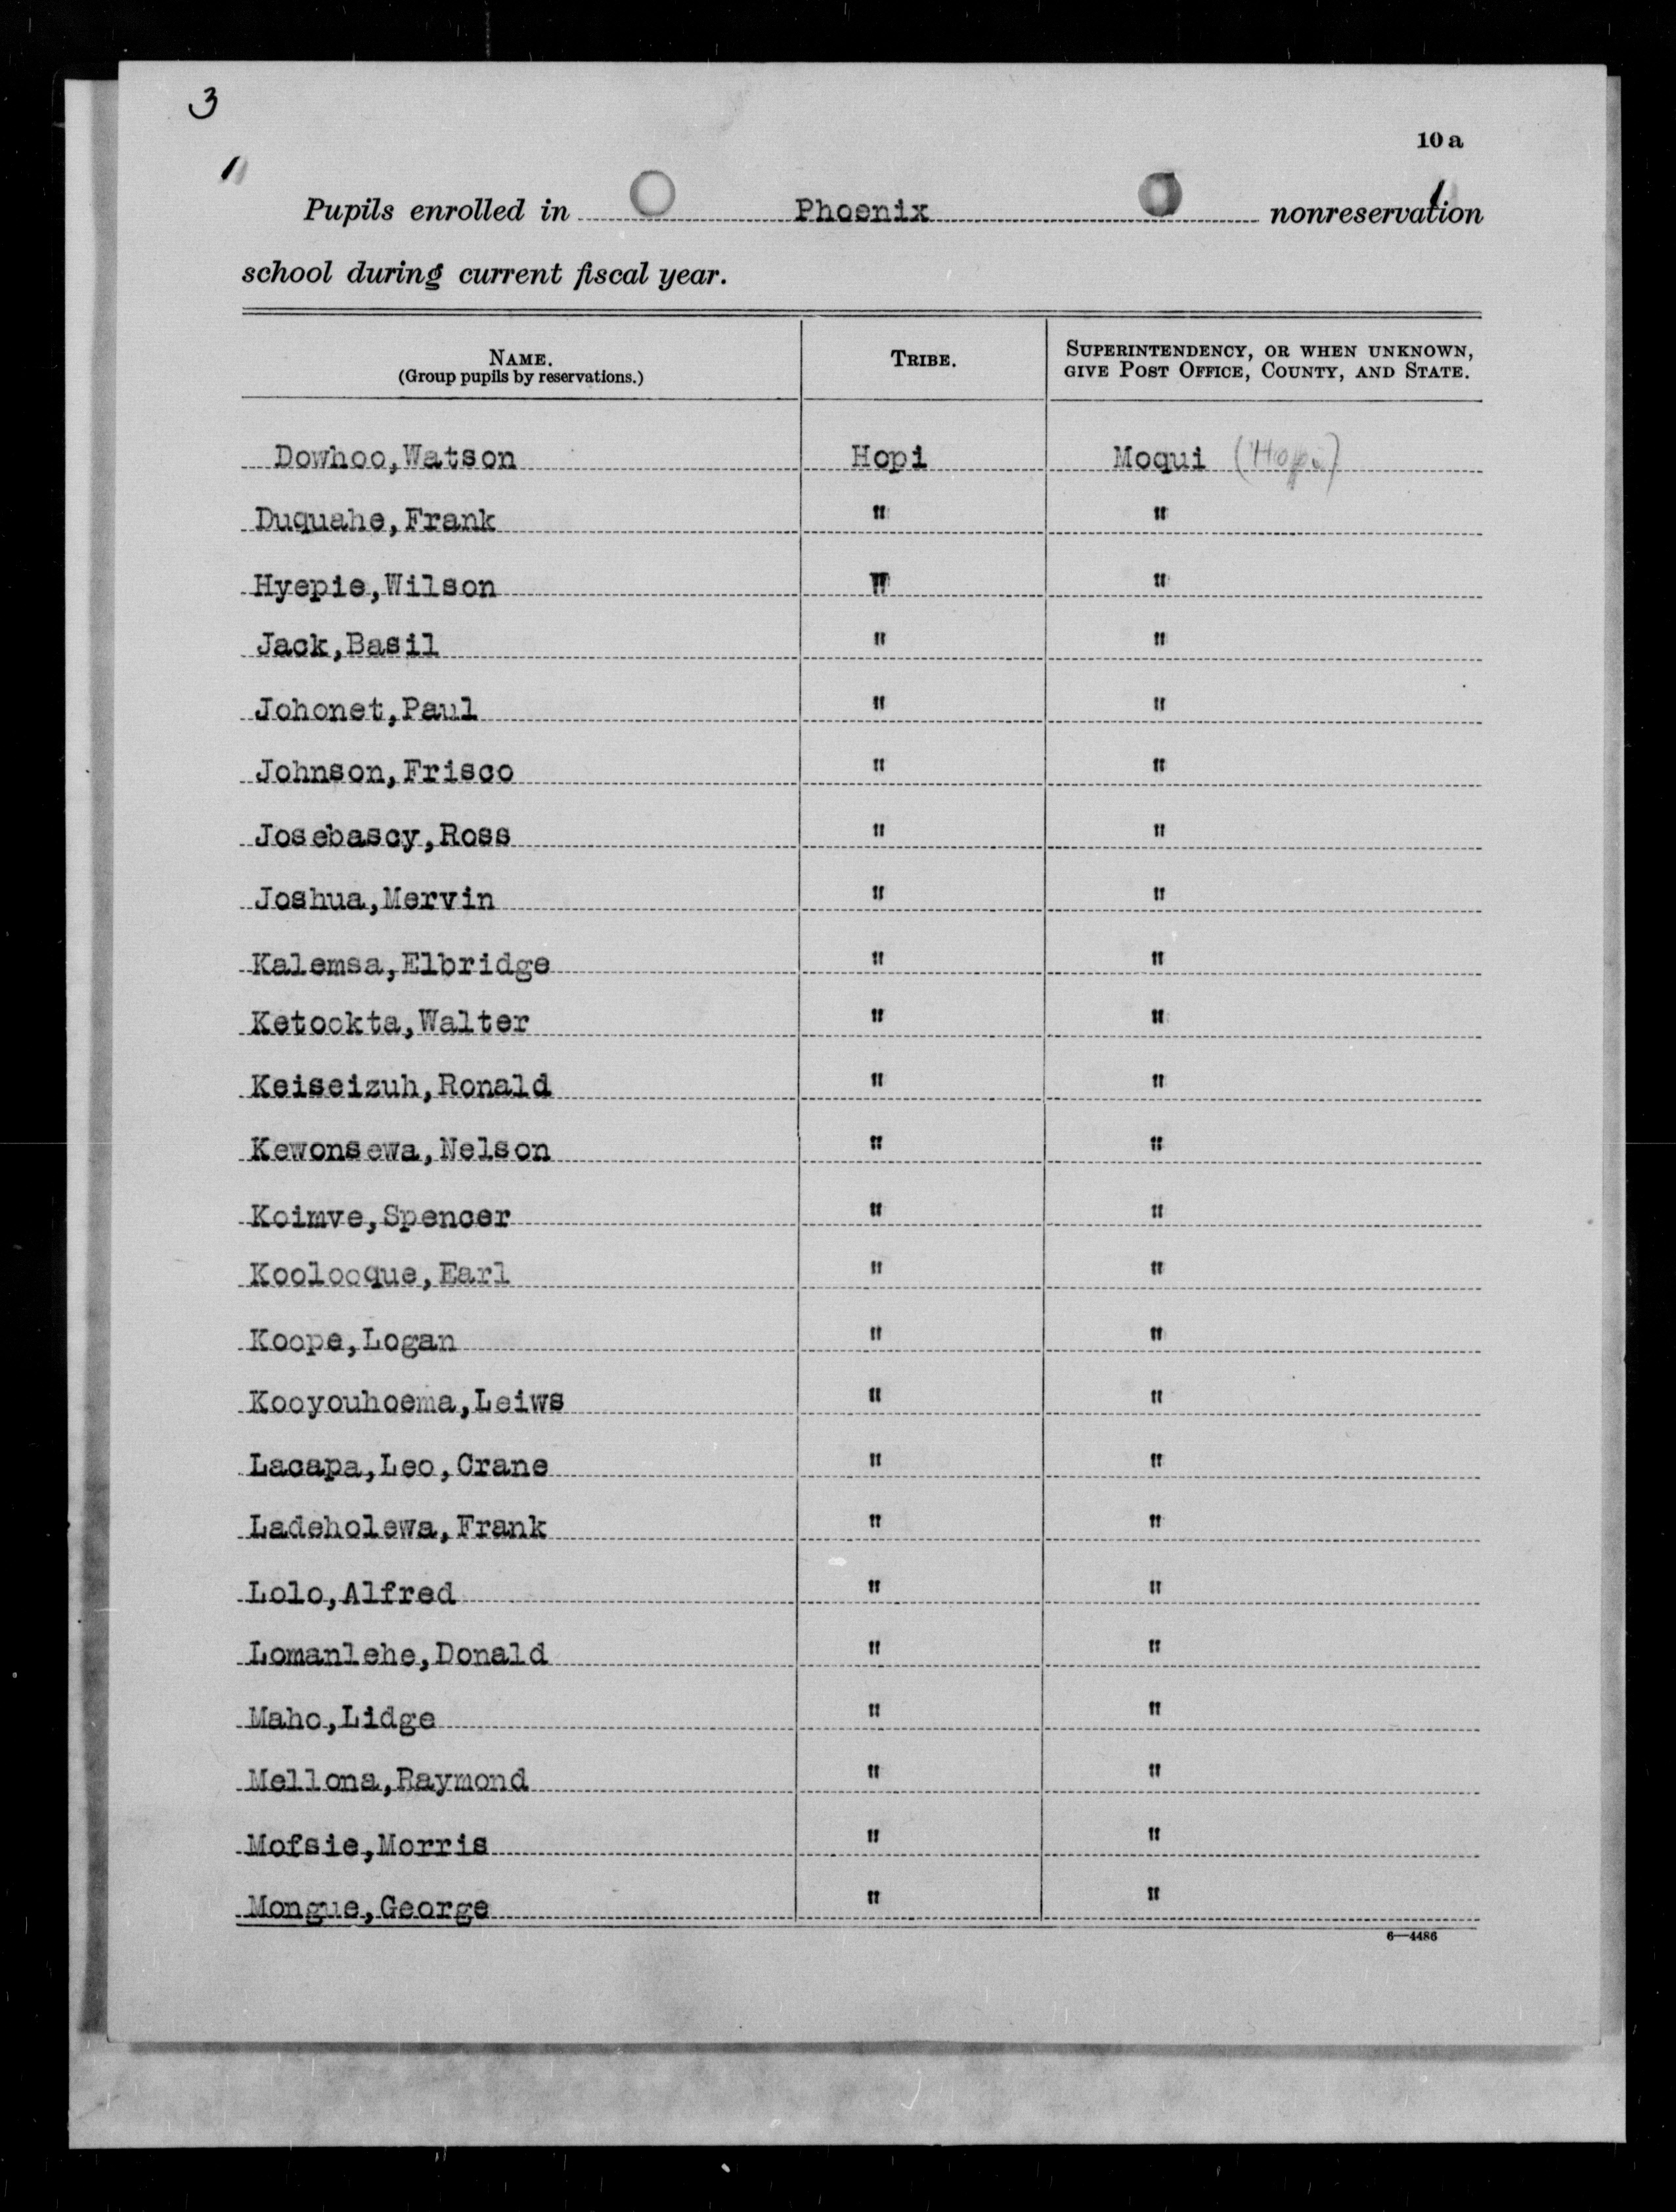 3
10 a
1
Pupils enrolled in Phoenix nonreservation
1
school during current fiscal year.
NAME. TRIBE. SUPERINTENDENCY, OR WHEN UNKNOWN,
(Group pupils by reservations.) GIVE POST OFFICE, COUNTY, AND STATE.
Dowhoo,Watson Hopi Moqui (Hopi)
Duquahe,Frank " "
Hyepie,Wilson " "
Jack,Basil " "
Johonet,Paul " "
Johnson,Frisco " "
Josebascy,Ross " "
Joshua,Mervin " "
Kalemsa,Elbridge " "
Ketookta,Walter " "
Keiseizuh,Ronald " "
Kewonsewa,Nelson " "
Koimve,Spencer " "
Koolooque,Earl " "
Koope,Logan " "
Kooyouhoema,Leiws " "
Lacapa,Leo,Crane " "
Ladeholewa,Frank " "
Lolo,Alfred " "
Lomanlehe,Donald " "
Maho,Lidge " "
Mellona,Raymond " "
Mofsie,Morris " "
Mongue,George " "
6—4486